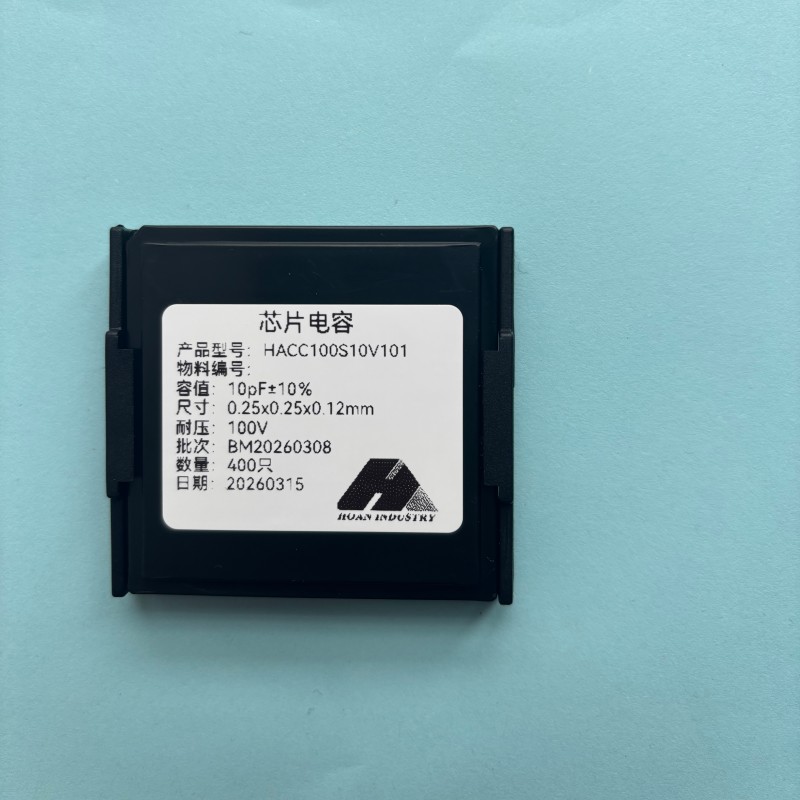 芯片电容
产品型号: HACC100S10V101
物料编号:
容值: 10pF±10%
尺寸: 0.25x0.25x0.12mm
耐压: 100V
批次: BM20260308
数量: 400只
日期: 20260315
HOAN INDUSTRY